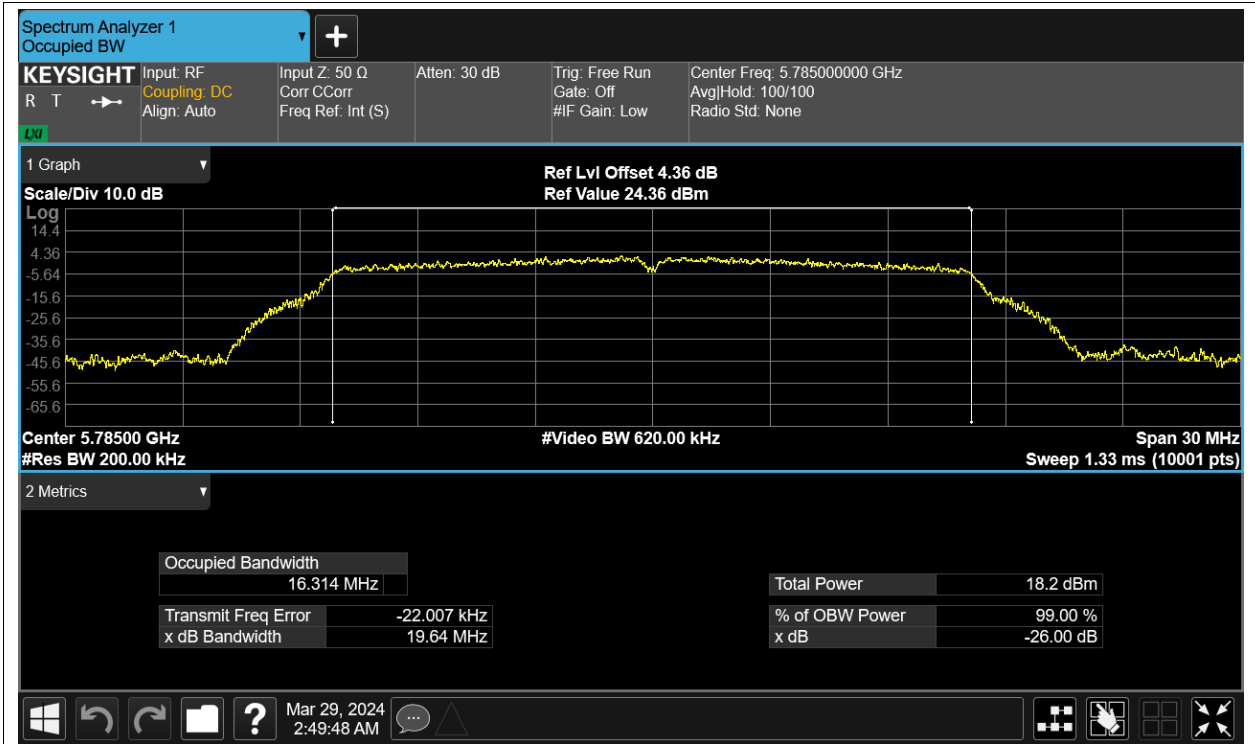 Spectrum Analyzer 1
Occupied BW
KEYSIGHT
R T
LXI
Input: RF
Coupling: DC
Align: Auto
Input Z: 50 Ω
Corr CCorr
Freq Ref: Int (S)
Atten: 30 dB
Trig: Free Run
Gate: Off
#IF Gain: Low
Center Freq: 5.785000000 GHz
Avg|Hold: 100/100
Radio Std: None
1 Graph
Scale/Div 10.0 dB
Ref Lvl Offset 4.36 dB
Ref Value 24.36 dBm
Log
14.4
4.36
-5.64
-15.6
-25.6
-35.6
-45.6
-55.6
-65.6
Center 5.78500 GHz
#Video BW 620.00 kHz
Span 30 MHz
#Res BW 200.00 kHz
Sweep 1.33 ms (10001 pts)
2 Metrics
Occupied Bandwidth
16.314 MHz
Transmit Freq Error -22.007 kHz
x dB Bandwidth 19.64 MHz
Total Power 18.2 dBm
% of OBW Power 99.00 %
x dB -26.00 dB
?
Mar 29, 2024
2:49:48 AM